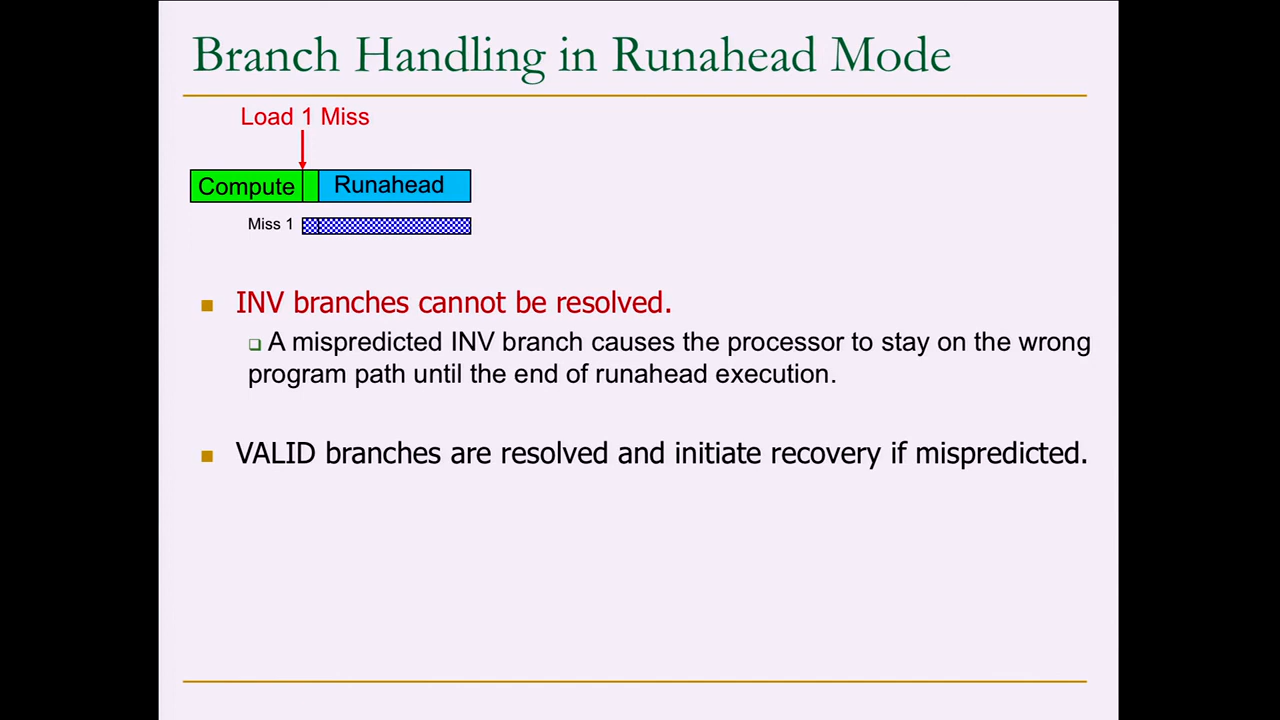 Branch Handling in Runahead Mode
Load 1 Miss
Compute Runahead
Miss 1
INV branches cannot be resolved.
A mispredicted INV branch causes the processor to stay on the wrong
program path until the end of runahead execution.
VALID branches are resolved and initiate recovery if mispredicted.